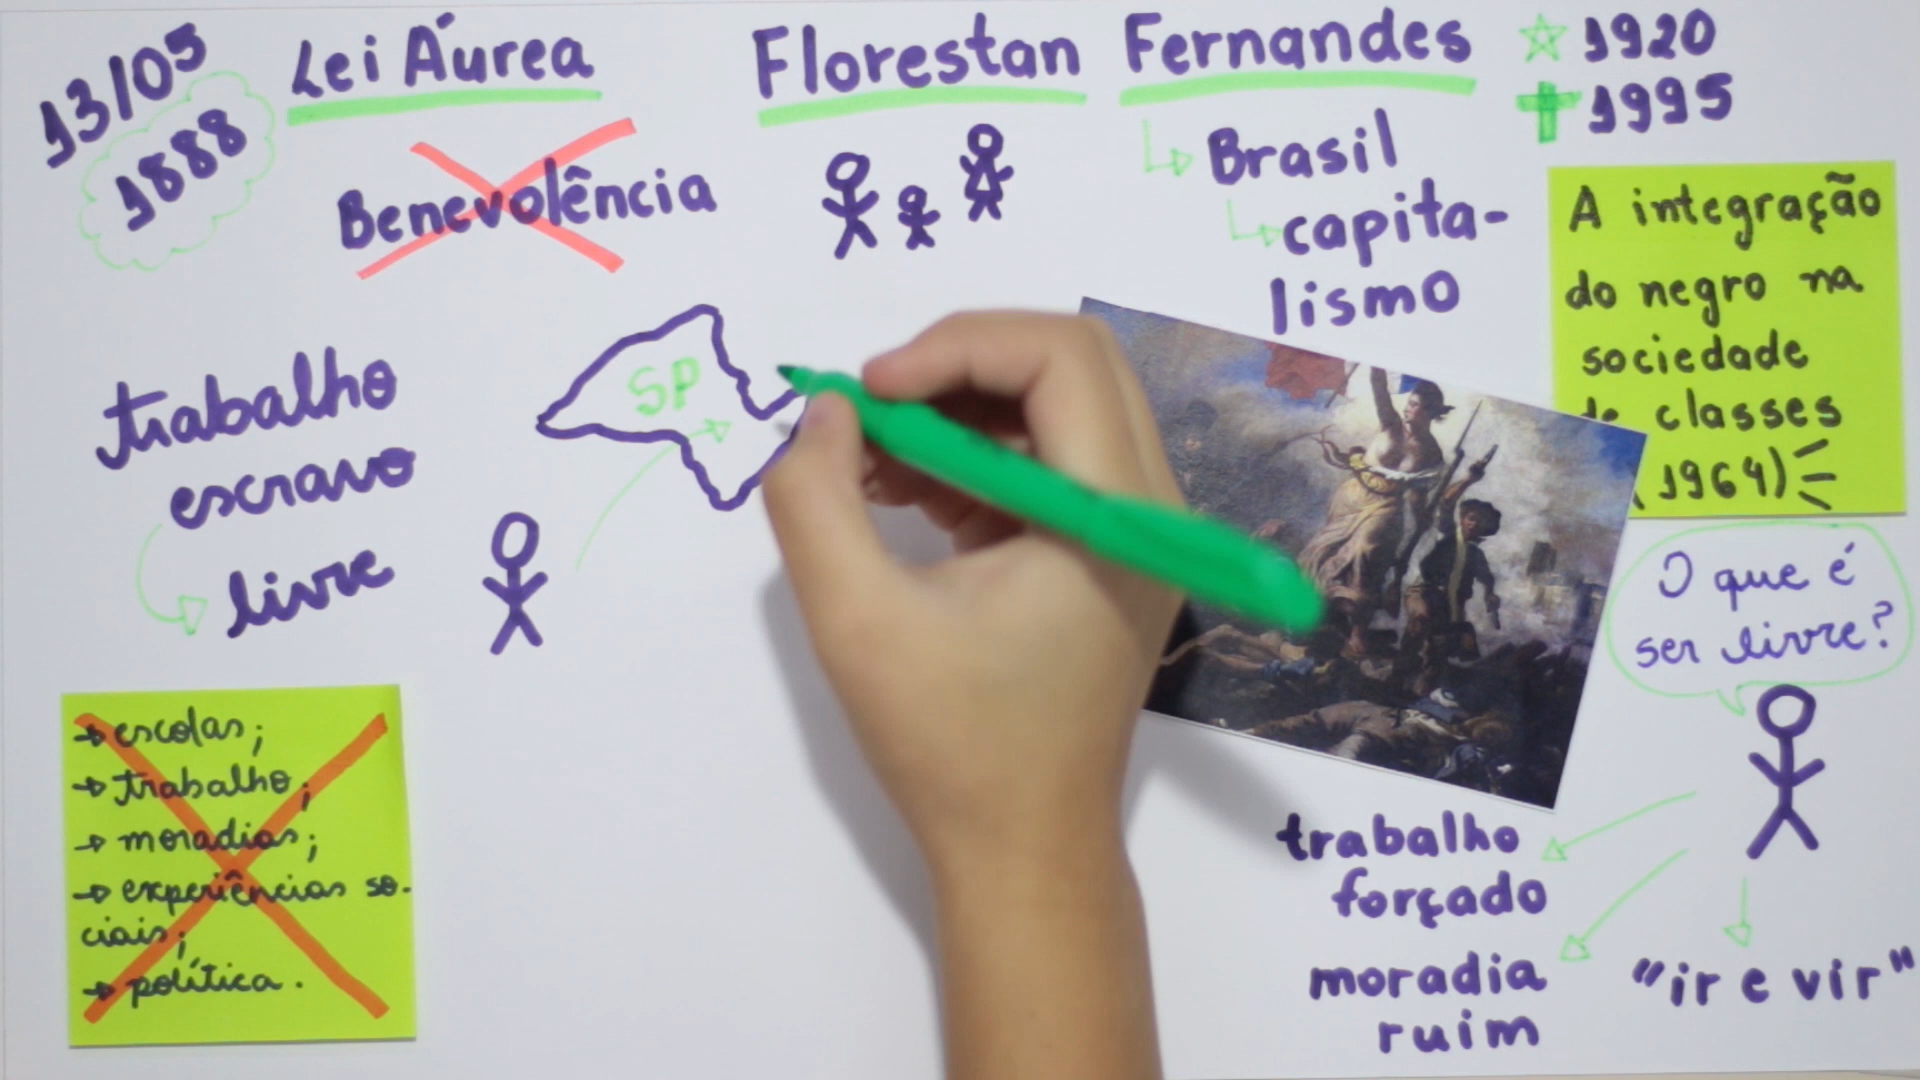 13/05
1888
Lei Áurea
Benevolência
Florestan Fernandes
1920
1995
Brasil
capita-
lismo
A integração
do negro na
sociedade
de classes
(1964)
trabalho
escravo
livre
SP
O que é
ser livre?
→ escolas;
→ trabalho;
→ moradias;
→ experiências so-
ciais;
→ política.
trabalho
forçado
moradia
ruim
"ir e vir"